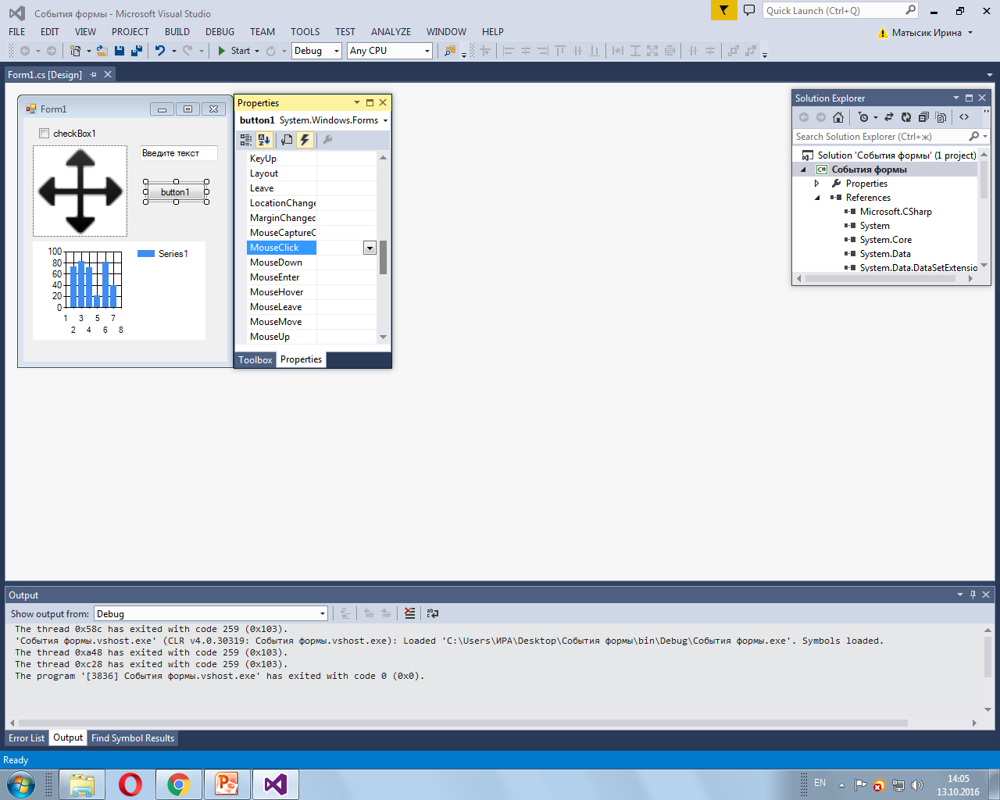 События формы - Microsoft Visual Studio
Quick Launch (Ctrl+Q)
FILE EDIT VIEW PROJECT BUILD DEBUG TEAM TOOLS TEST ANALYZE WINDOW HELP
Матысик Ирина
Start Debug Any CPU
Form1.cs [Design]
Form1
checkBox1
Введите текст
button1
100
80
60
40
20
0
1 3 5 7
2 4 6 8
Series1
Properties
button1 System.Windows.Forms
KeyUp
Layout
Leave
LocationChange
MarginChanged
MouseCaptureC
MouseClick
MouseDown
MouseEnter
MouseHover
MouseLeave
MouseMove
MouseUp
Toolbox Properties
Solution Explorer
Search Solution Explorer (Ctrl+ж)
Solution 'События формы' (1 project)
C# События формы
Properties
References
Microsoft.CSharp
System
System.Core
System.Data
System.Data.DataSetExtensio
Output
Show output from: Debug
The thread 0x58c has exited with code 259 (0x103).
'События формы.vshost.exe' (CLR v4.0.30319: События формы.vshost.exe): Loaded 'C:\Users\ИРА\Desktop\События формы\bin\Debug\События формы.exe'. Symbols loaded.
The thread 0xa48 has exited with code 259 (0x103).
The thread 0xc28 has exited with code 259 (0x103).
The program '[3836] События формы.vshost.exe' has exited with code 0 (0x0).
Error List Output Find Symbol Results
Ready
EN
14:05
13.10.2016